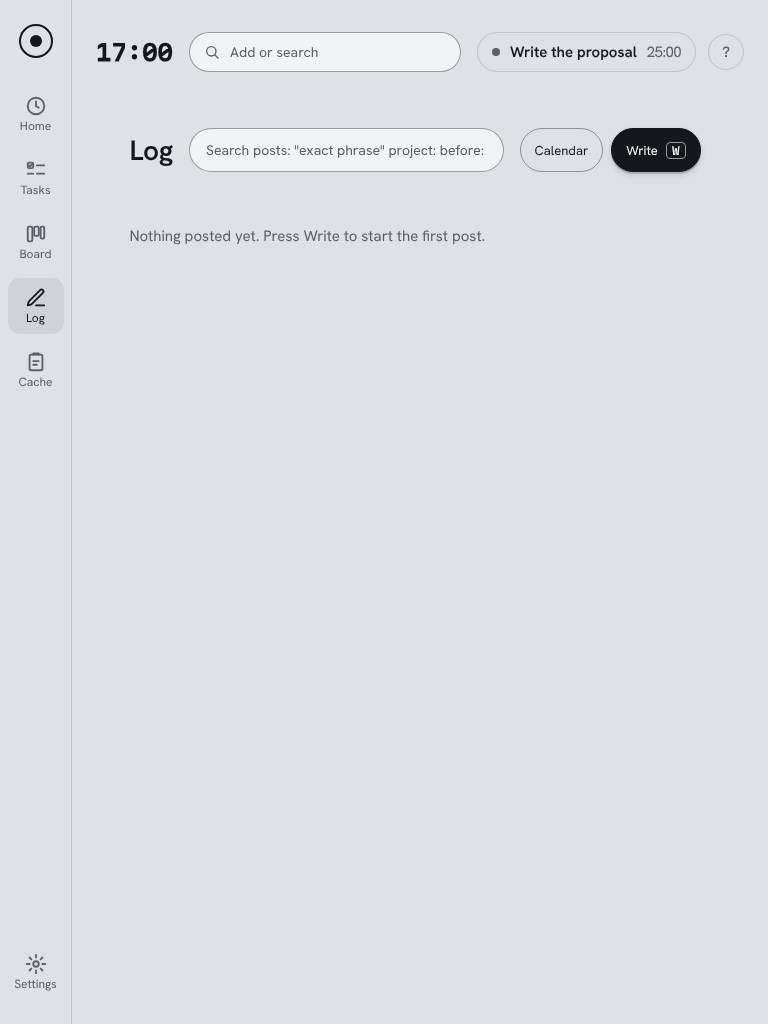 17:00
Add or search
Write the proposal 25:00
?
Home
Tasks
Board
Log
Cache
Settings
Log
Search posts: "exact phrase" project: before:
Calendar
Write W
Nothing posted yet. Press Write to start the first post.